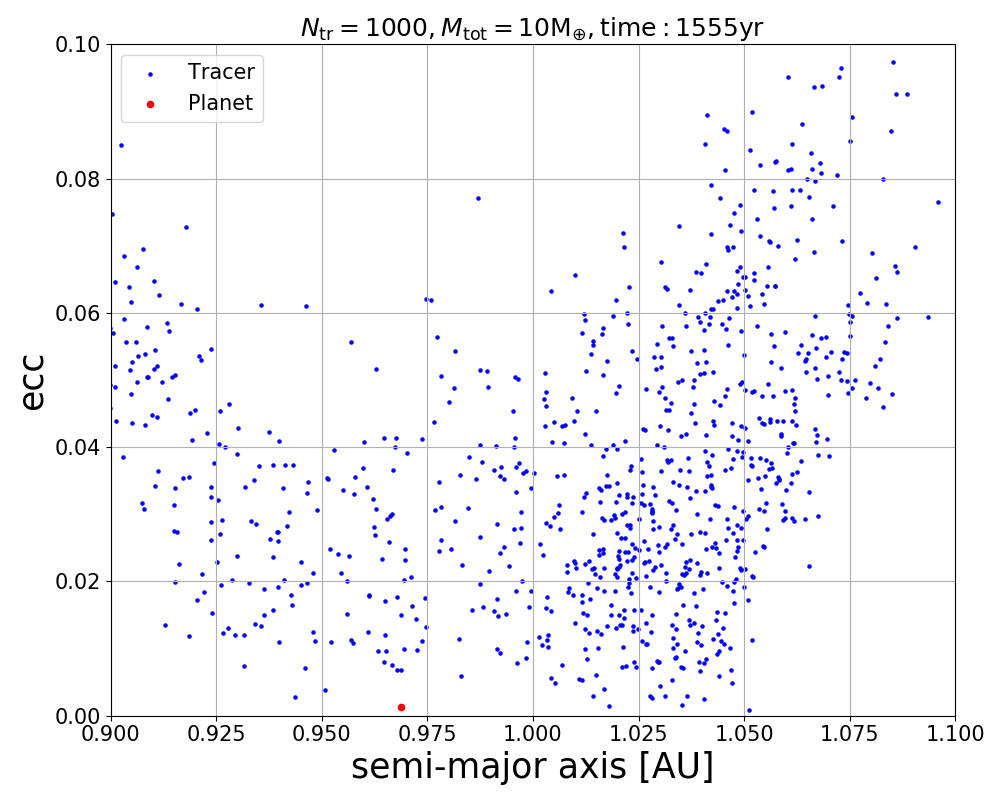 N_tr = 1000, M_tot = 10M_⊕, time : 1555yr
Tracer
Planet
ecc
0.10
0.08
0.06
0.04
0.02
0.00
0.900 0.925 0.950 0.975 1.000 1.025 1.050 1.075 1.100
semi-major axis [AU]